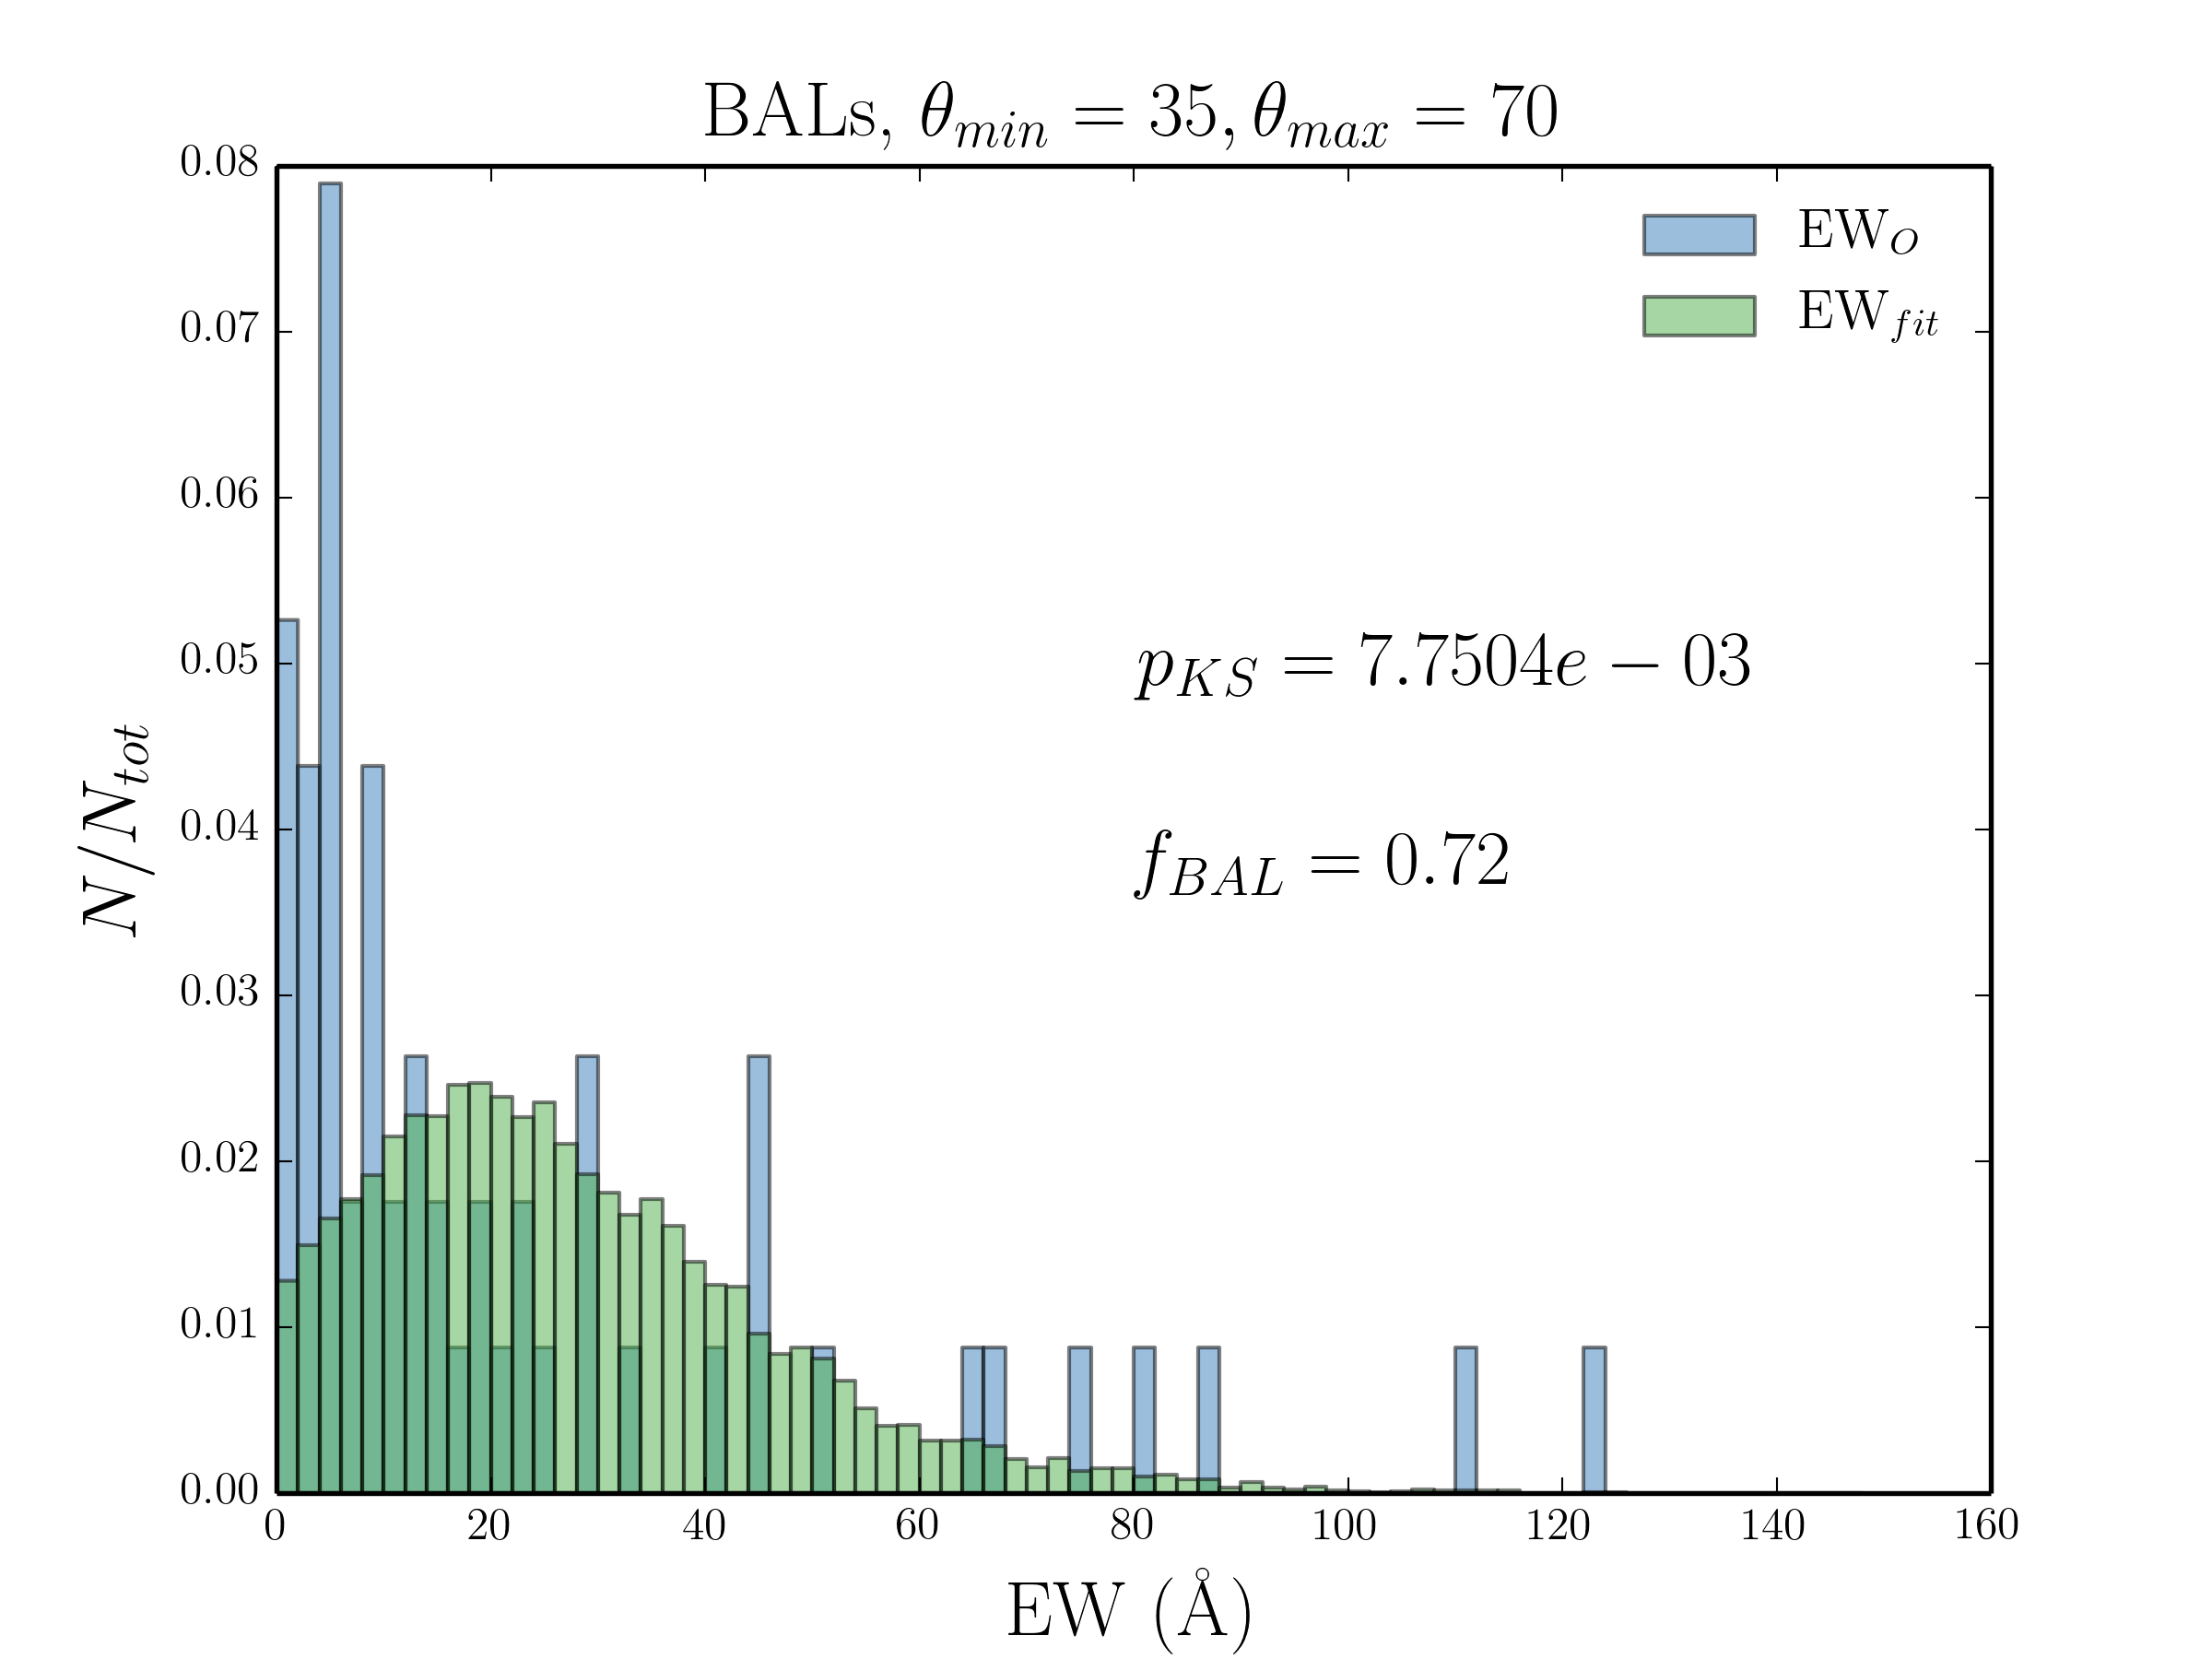 BALs, θ_min = 35, θ_max = 70
0.08
0.07
0.06
0.05
0.04
0.03
0.02
0.01
0.00
N/N_tot
EW_O
EW_fit
p_KS = 7.7504e − 03
f_BAL = 0.72
0 20 40 60 80 100 120 140 160
EW (Å)